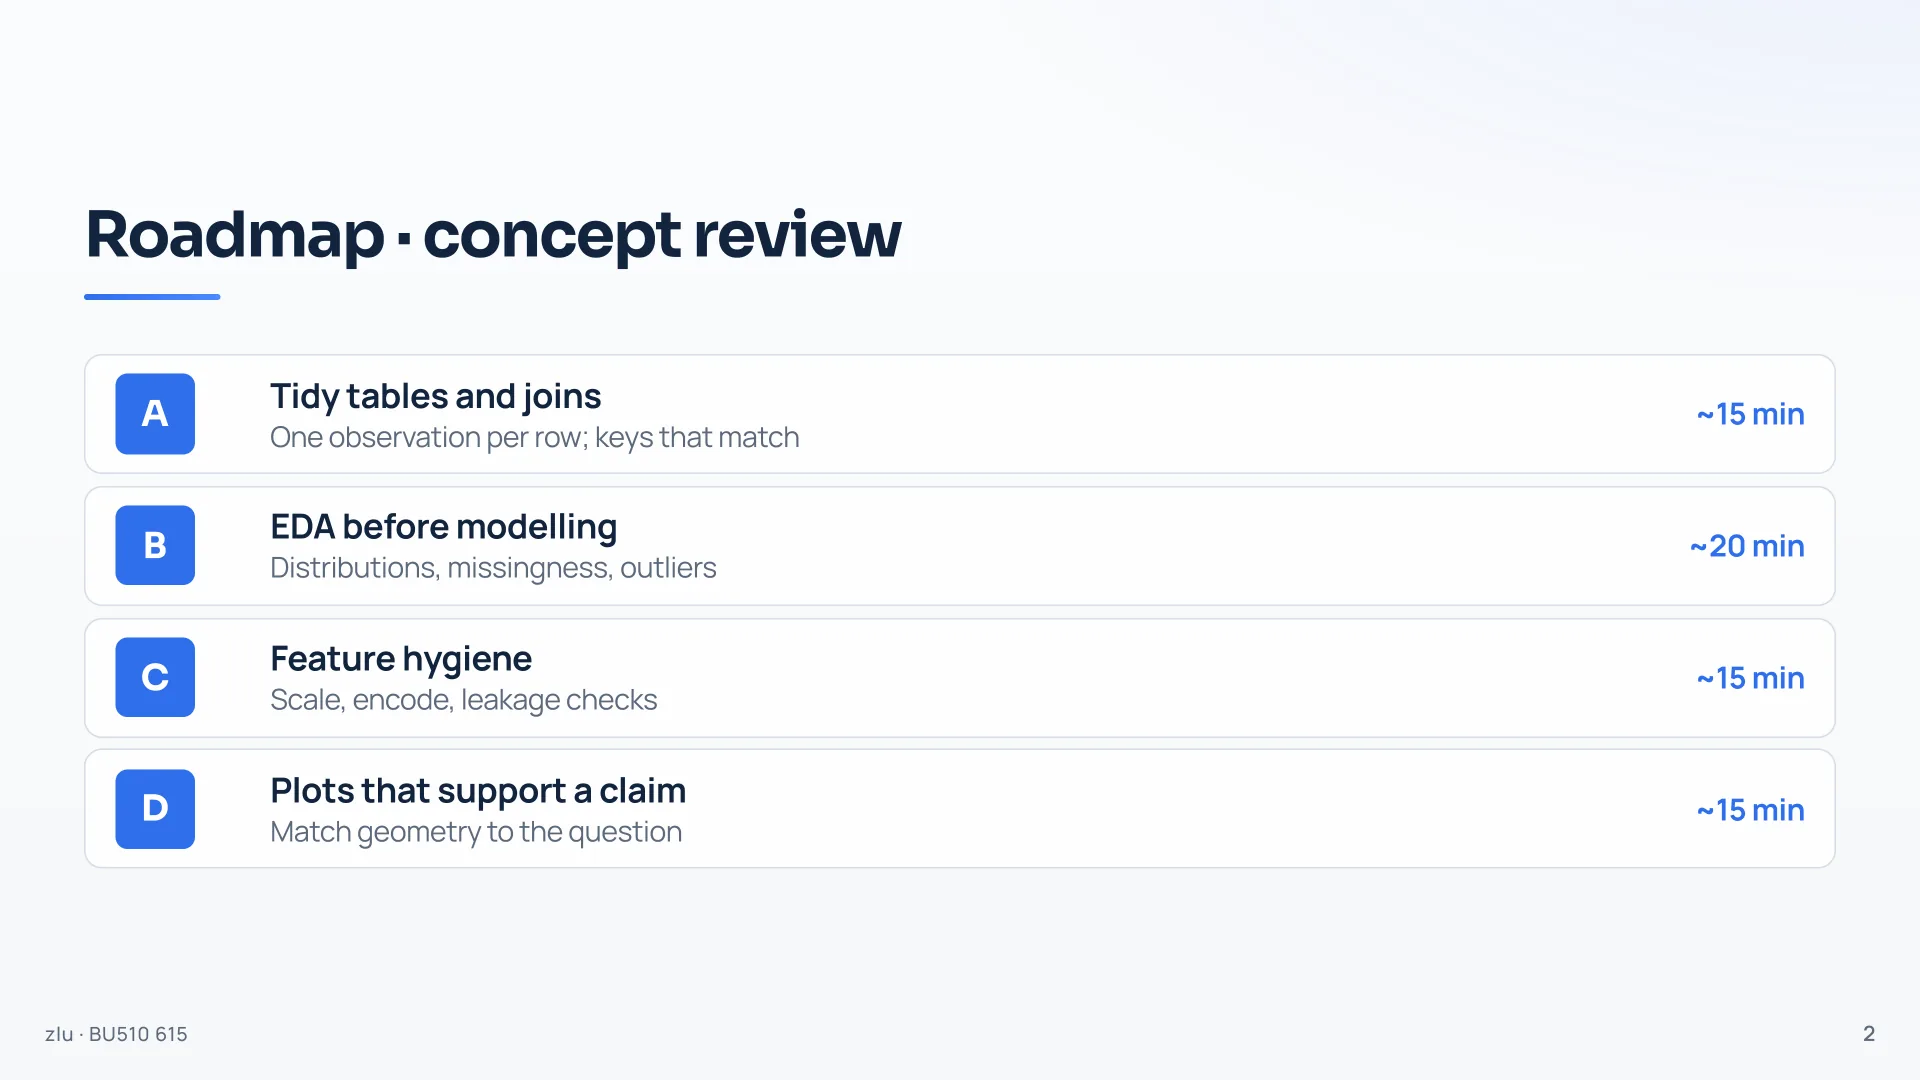 Roadmap · concept review
A
Tidy tables and joins
One observation per row; keys that match
~15 min
B
EDA before modelling
Distributions, missingness, outliers
~20 min
C
Feature hygiene
Scale, encode, leakage checks
~15 min
D
Plots that support a claim
Match geometry to the question
~15 min
zlu · BU510 615
2